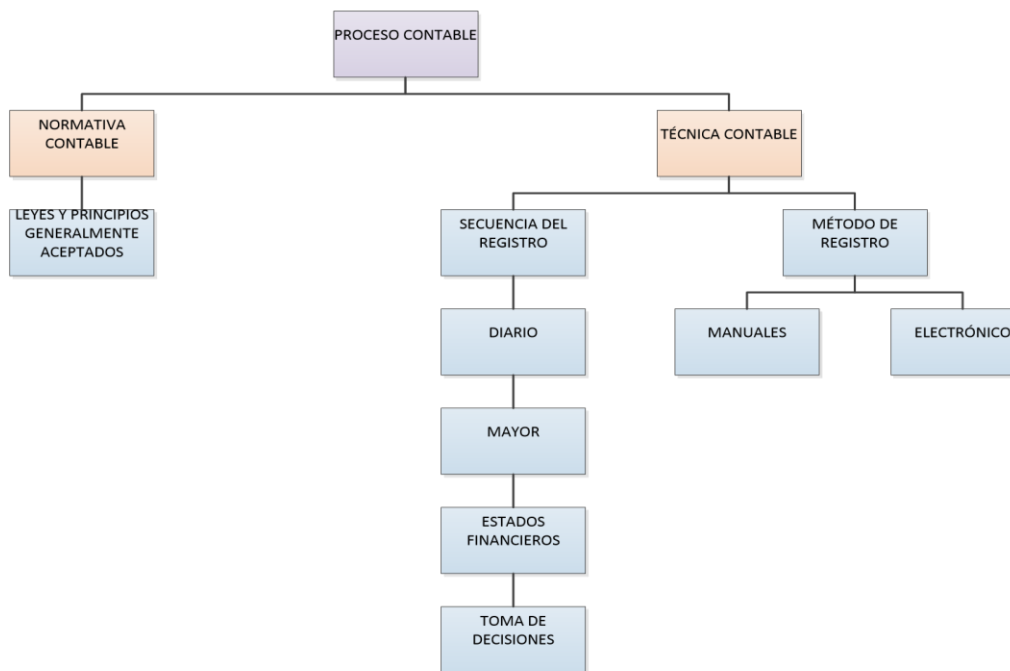 PROCESO CONTABLE
NORMATIVA
CONTABLE
TÉCNICA CONTABLE
LEYES Y PRINCIPIOS
GENERALMENTE
ACEPTADOS
SECUENCIA DEL
REGISTRO
MÉTODO DE
REGISTRO
DIARIO
MANUALES
ELECTRÓNICO
MAYOR
ESTADOS
FINANCIEROS
TOMA DE
DECISIONES